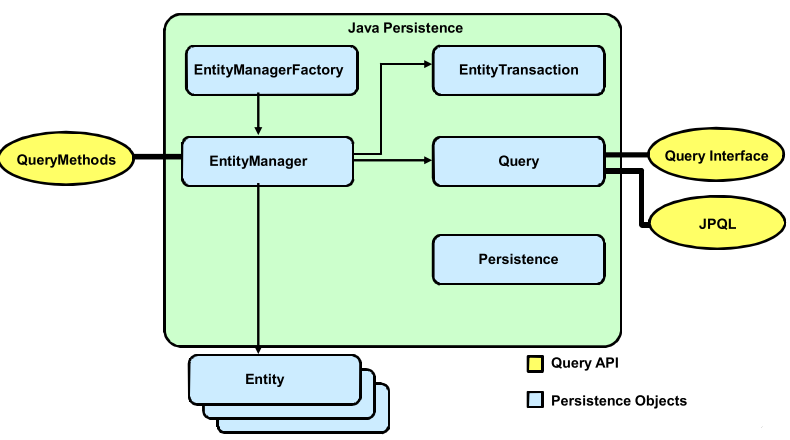 Java Persistence
EntityManagerFactory
EntityTransaction
QueryMethods
EntityManager
Query
Query Interface
JPQL
Persistence
Entity
Query API
Persistence Objects